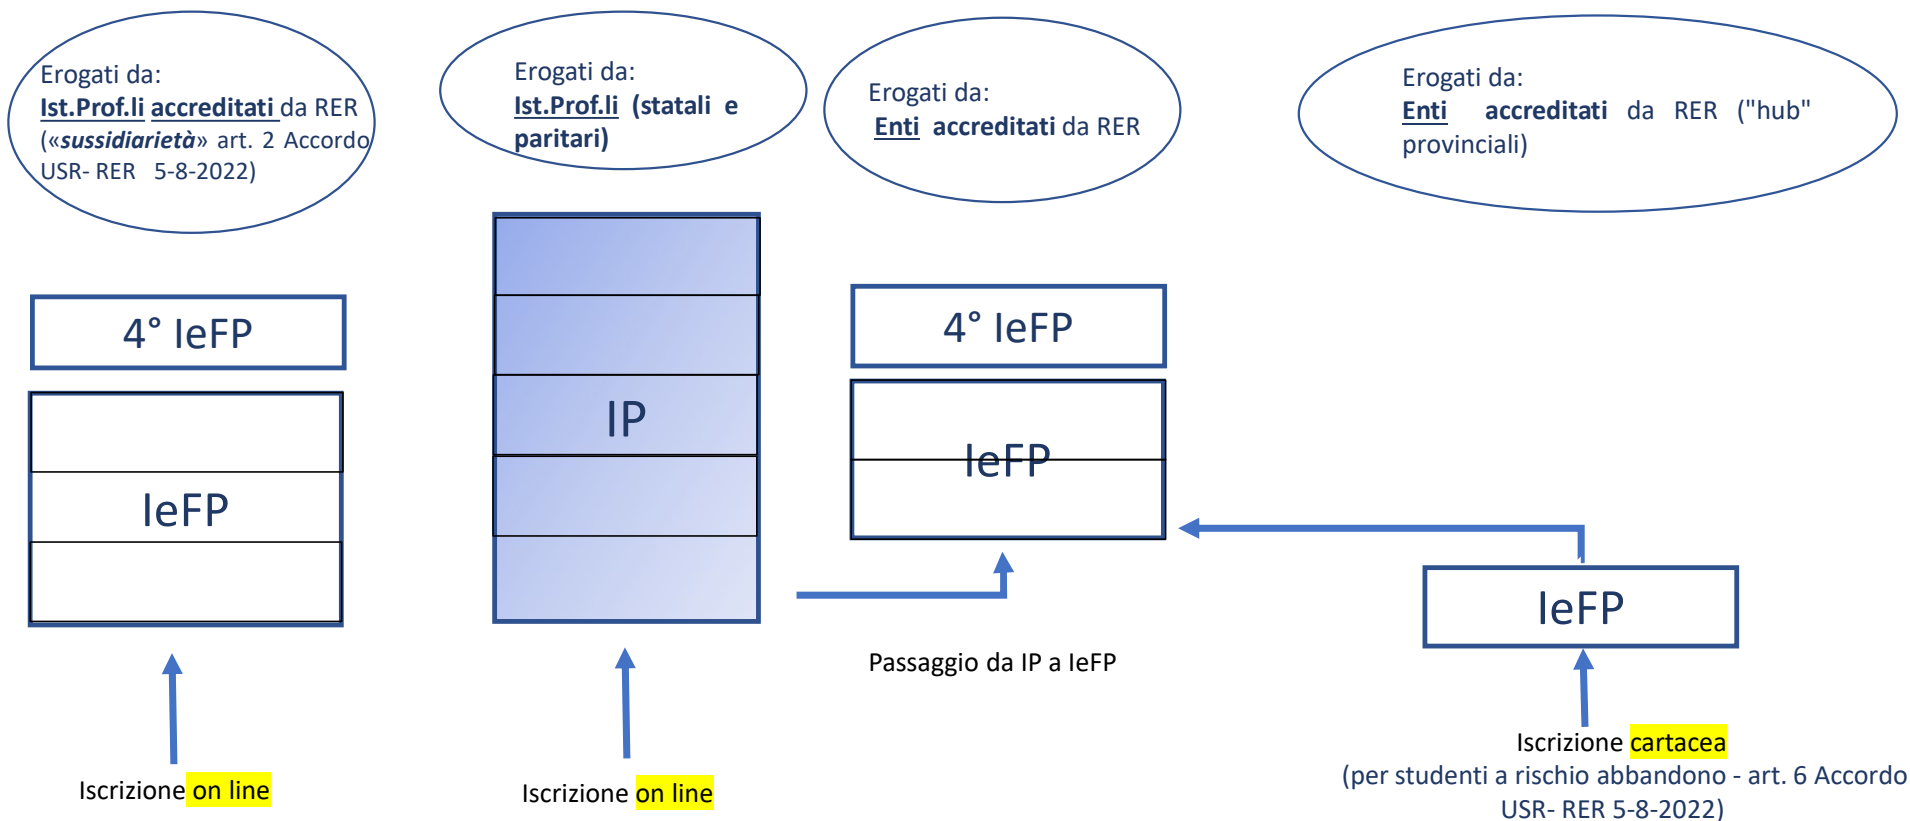 Erogati da:
Ist.Prof.li accreditati da RER
(«sussidiarietà» art. 2 Accordo
USR- RER 5-8-2022)
Erogati da:
Ist.Prof.li (statali e
paritari)
Erogati da:
Enti accreditati da RER
Erogati da:
Enti accreditati da RER ("hub"
provinciali)
4° IeFP
IeFP
IP
4° IeFP
IeFP
IeFP
Passaggio da IP a IeFP
Iscrizione on line
Iscrizione on line
Iscrizione cartacea
(per studenti a rischio abbandono - art. 6 Accordo
USR- RER 5-8-2022)